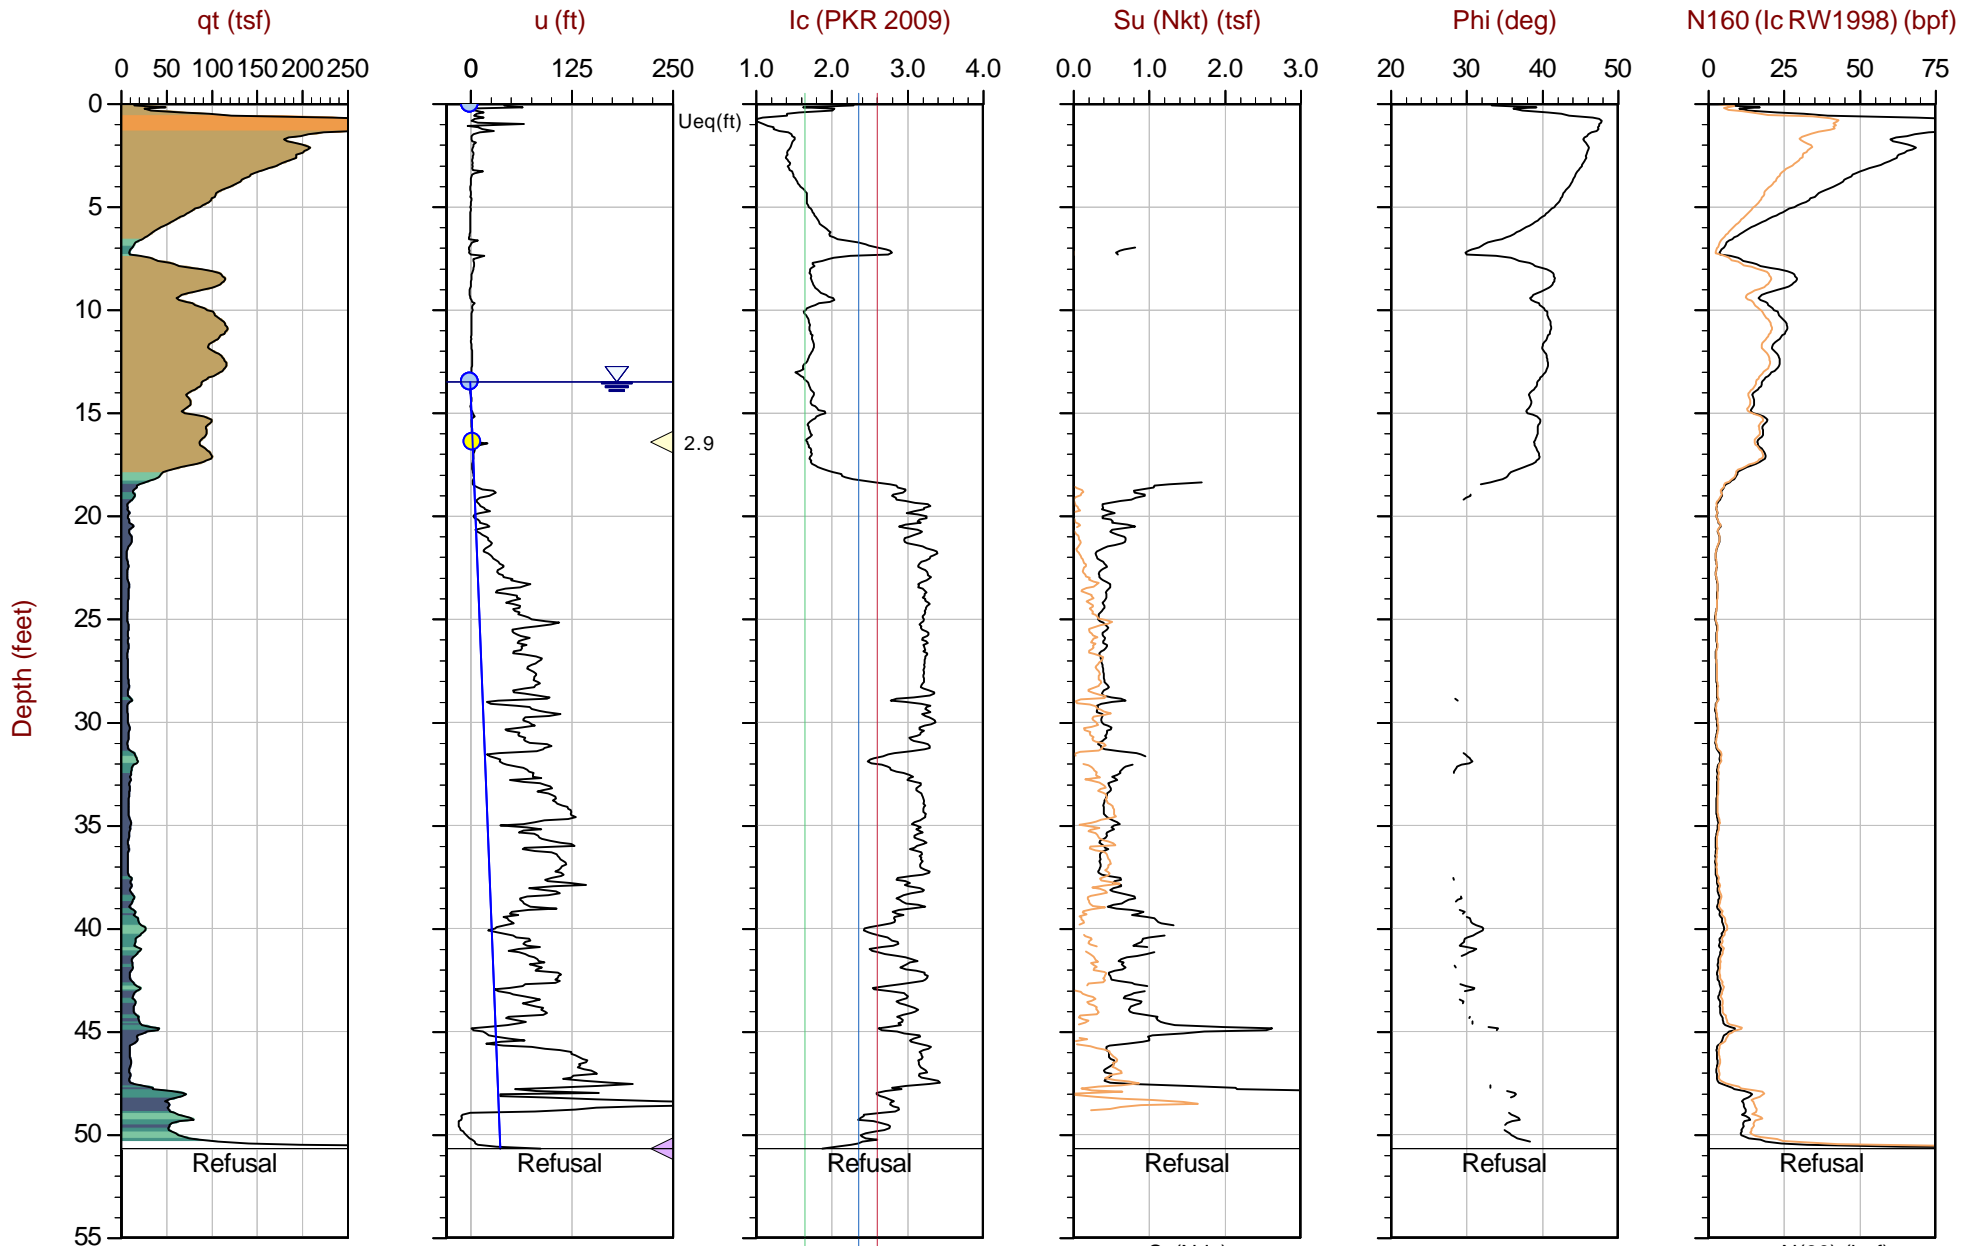 qt (tsf) u (ft) Ic (PKR 2009) Su (Nkt) (tsf) Phi (deg) N160 (Ic RW1998) (bpf)
0 50 100 150 200 250 0 125 250 1.0 2.0 3.0 4.0 0.0 1.0 2.0 3.0 20 30 40 50 0 25 50 75
0
Ueq(ft)
5
10
15
2.9
20
25
Depth (feet)
30
35
40
45
50
Refusal Refusal Refusal Refusal Refusal Refusal
55